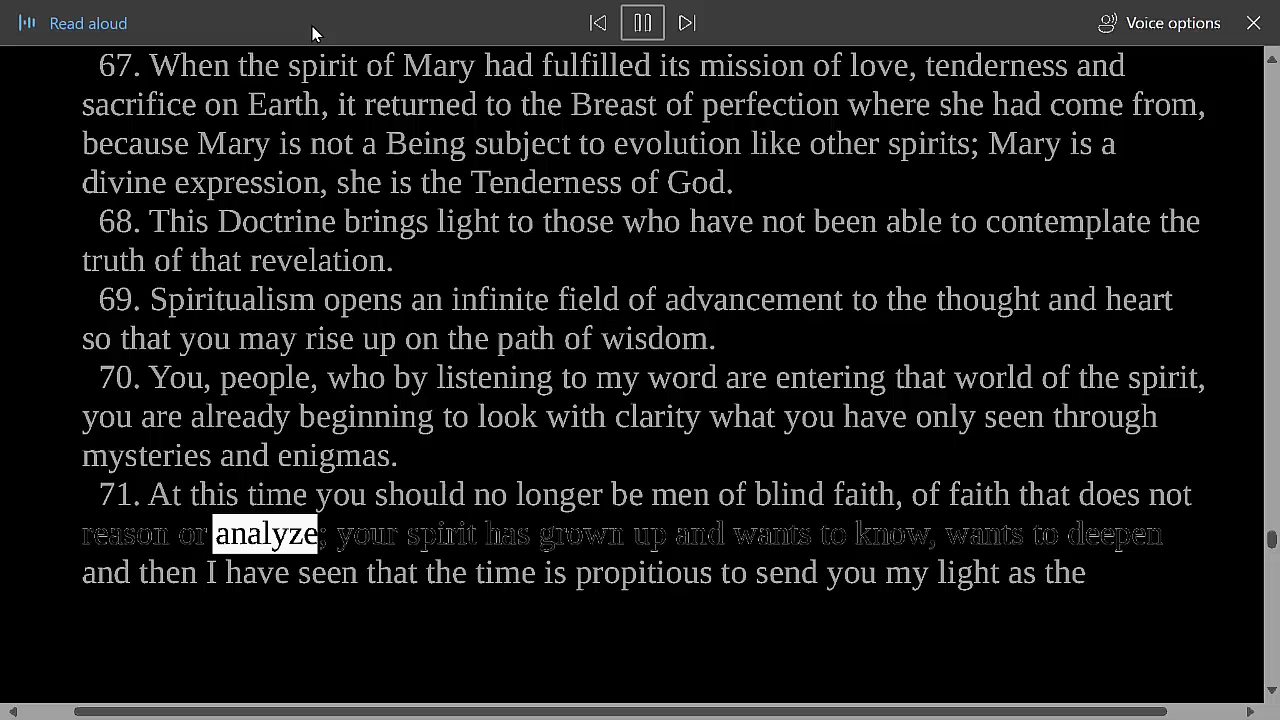 Read aloud
Voice options
67. When the spirit of Mary had fulfilled its mission of love, tenderness and
sacrifice on Earth, it returned to the Breast of perfection where she had come from,
because Mary is not a Being subject to evolution like other spirits; Mary is a
divine expression, she is the Tenderness of God.
68. This Doctrine brings light to those who have not been able to contemplate the
truth of that revelation.
69. Spiritualism opens an infinite field of advancement to the thought and heart
so that you may rise up on the path of wisdom.
70. You, people, who by listening to my word are entering that world of the spirit,
you are already beginning to look with clarity what you have only seen through
mysteries and enigmas.
71. At this time you should no longer be men of blind faith, of faith that does not
reason or analyze; your spirit has grown up and wants to know, wants to deepen
and then I have seen that the time is propitious to send you my light as the